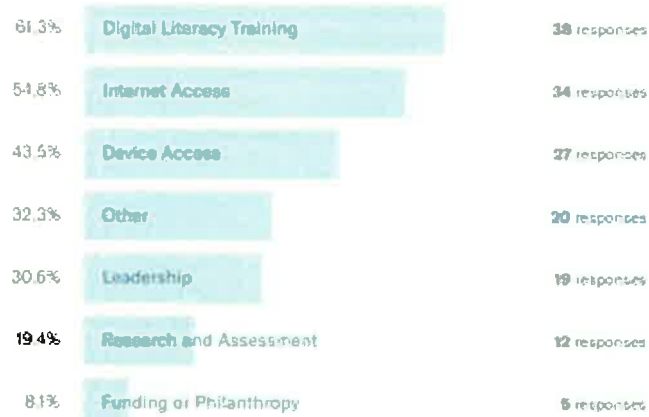 61.3% Digital Literacy Training 38 responses
54.8% Internet Access 34 responses
43.5% Device Access 27 responses
32.3% Other 20 responses
30.6% Leadership 19 responses
19.4% Research and Assessment 12 responses
8.1% Funding or Philanthropy 5 responses